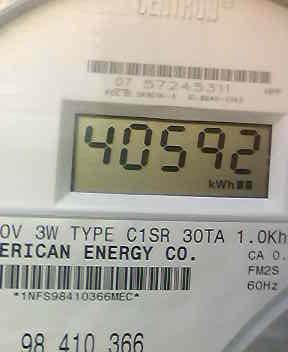 CENTRON
07 57245311
40592
kWh
0V 3W TYPE C1SR 30TA 1.0Kh
ERICAN ENERGY CO.
CA 0.
FM2S
60Hz
*1NFS98410366MEC*
98 410 366